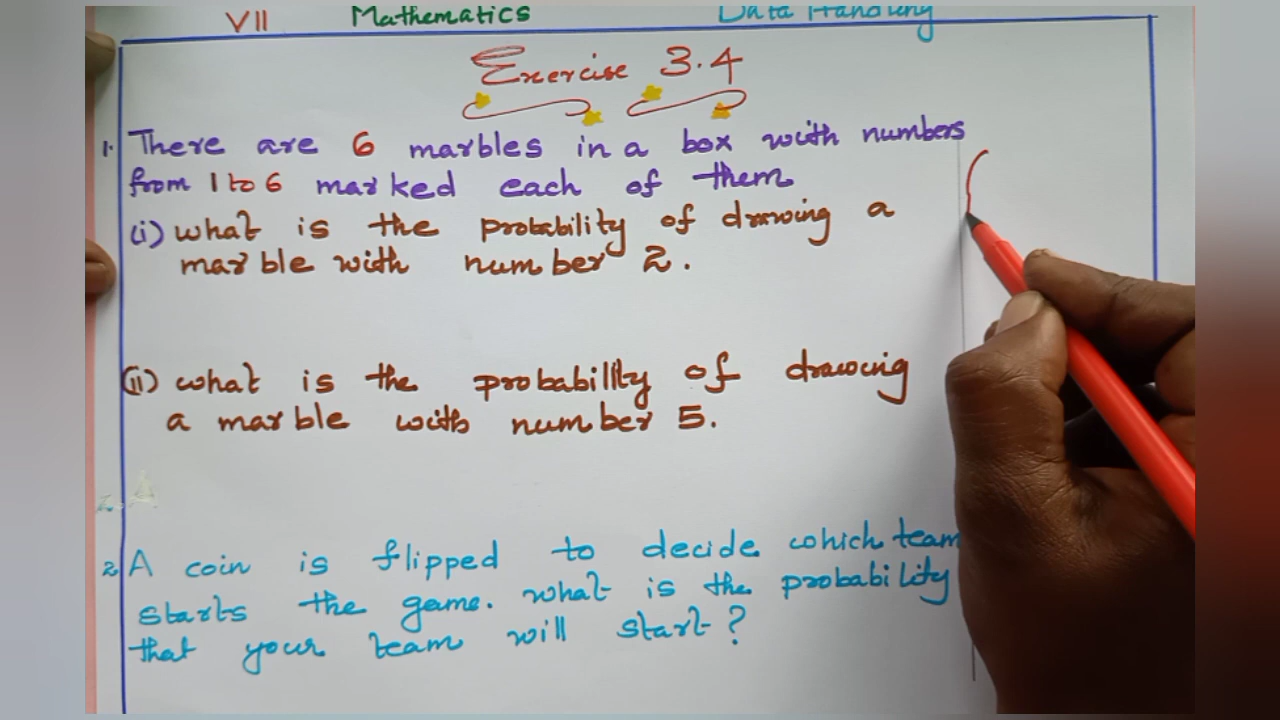 VII Mathematics Data Handling
Exercise 3.4
1. There are 6 marbles in a box with numbers
from 1 to 6 marked each of them
(i) what is the probability of drawing a
marble with number 2.
(ii) what is the probability of drawing
a marble with number 5.
2. A coin is flipped to decide which team
starts the game. what is the probability
that your team will start?